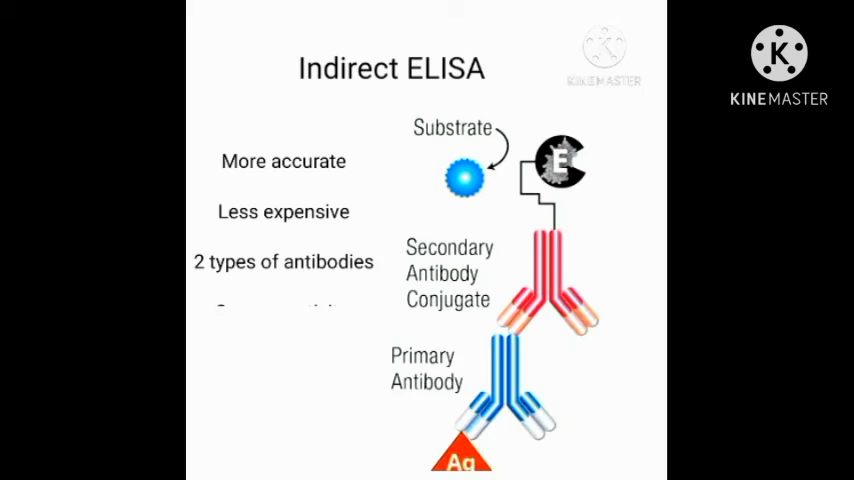 Indirect ELISA
KINEMASTER
KINEMASTER
Substrate
E
More accurate
Less expensive
2 types of antibodies
Secondary
Antibody
Conjugate
Primary
Antibody
Ag